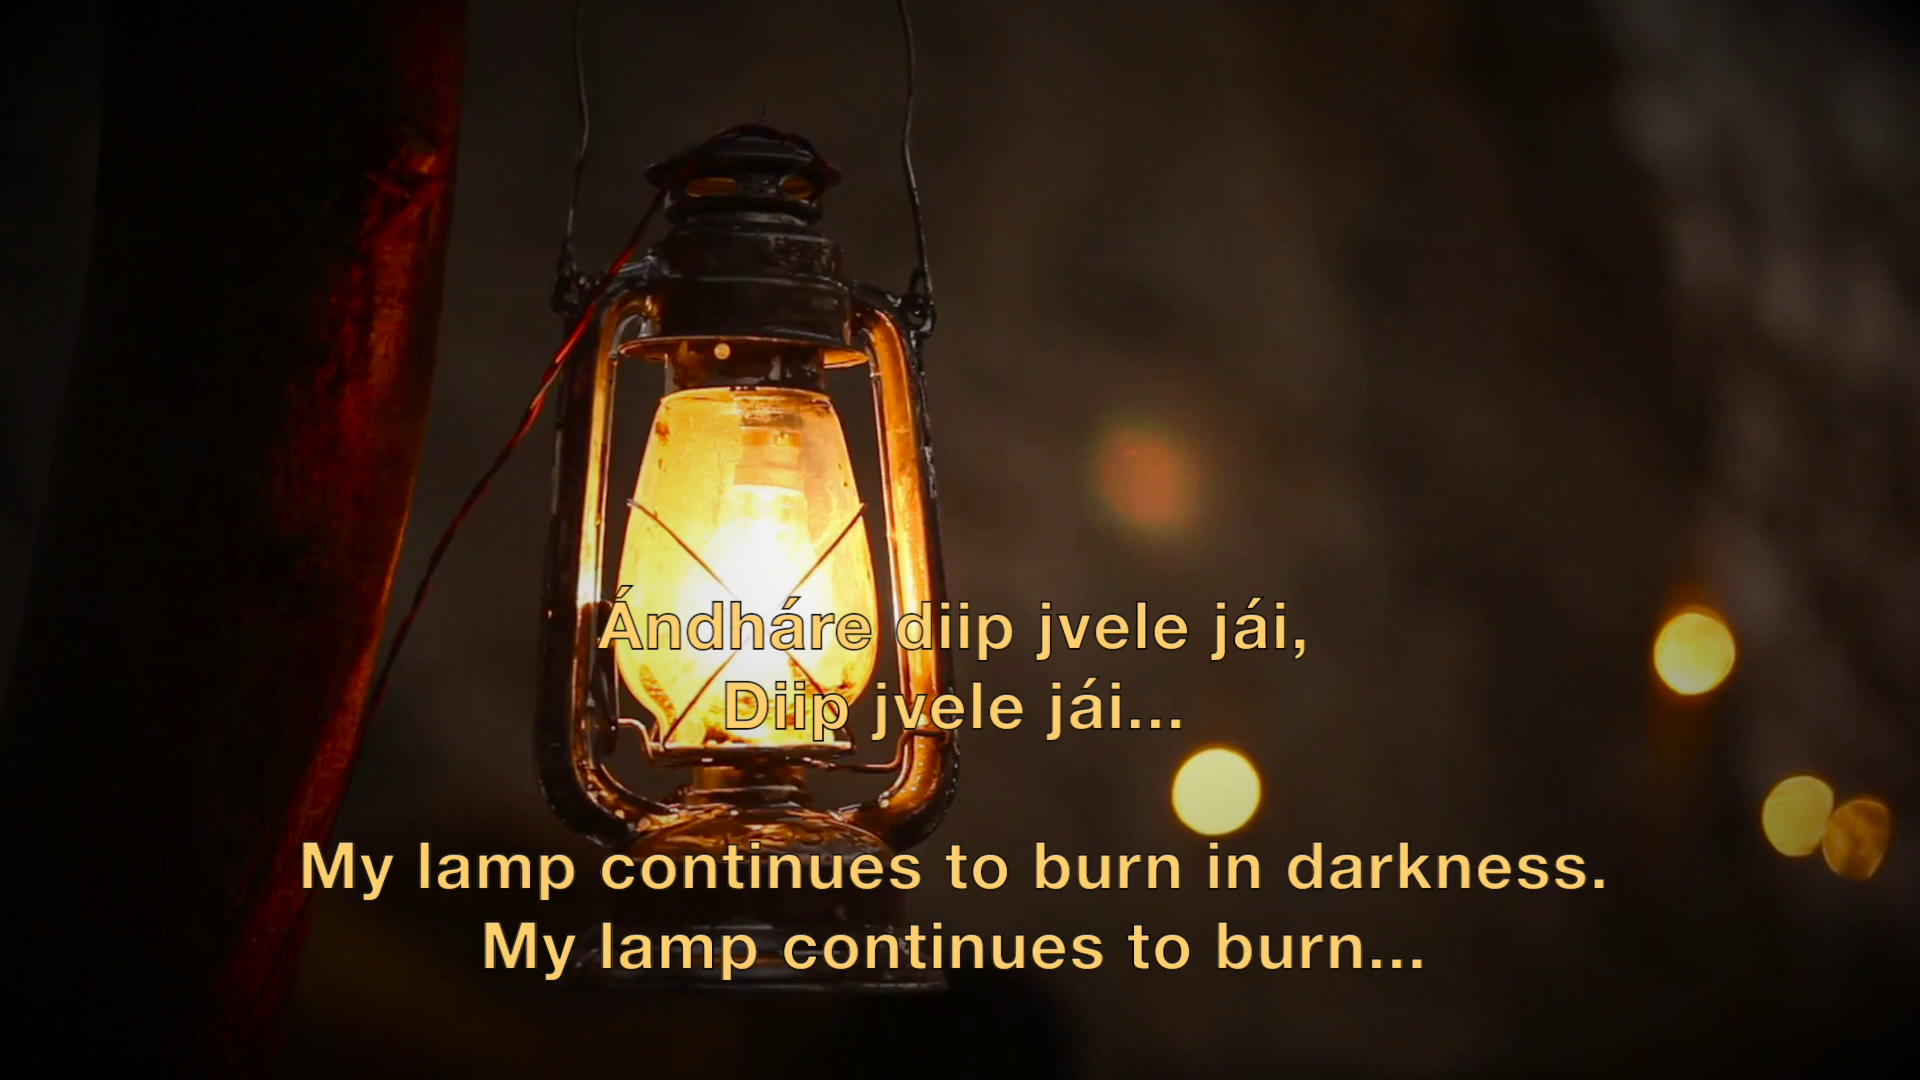 Ándháre diip jvele jái,
Diip jvele jái...
My lamp continues to burn in darkness.
My lamp continues to burn...